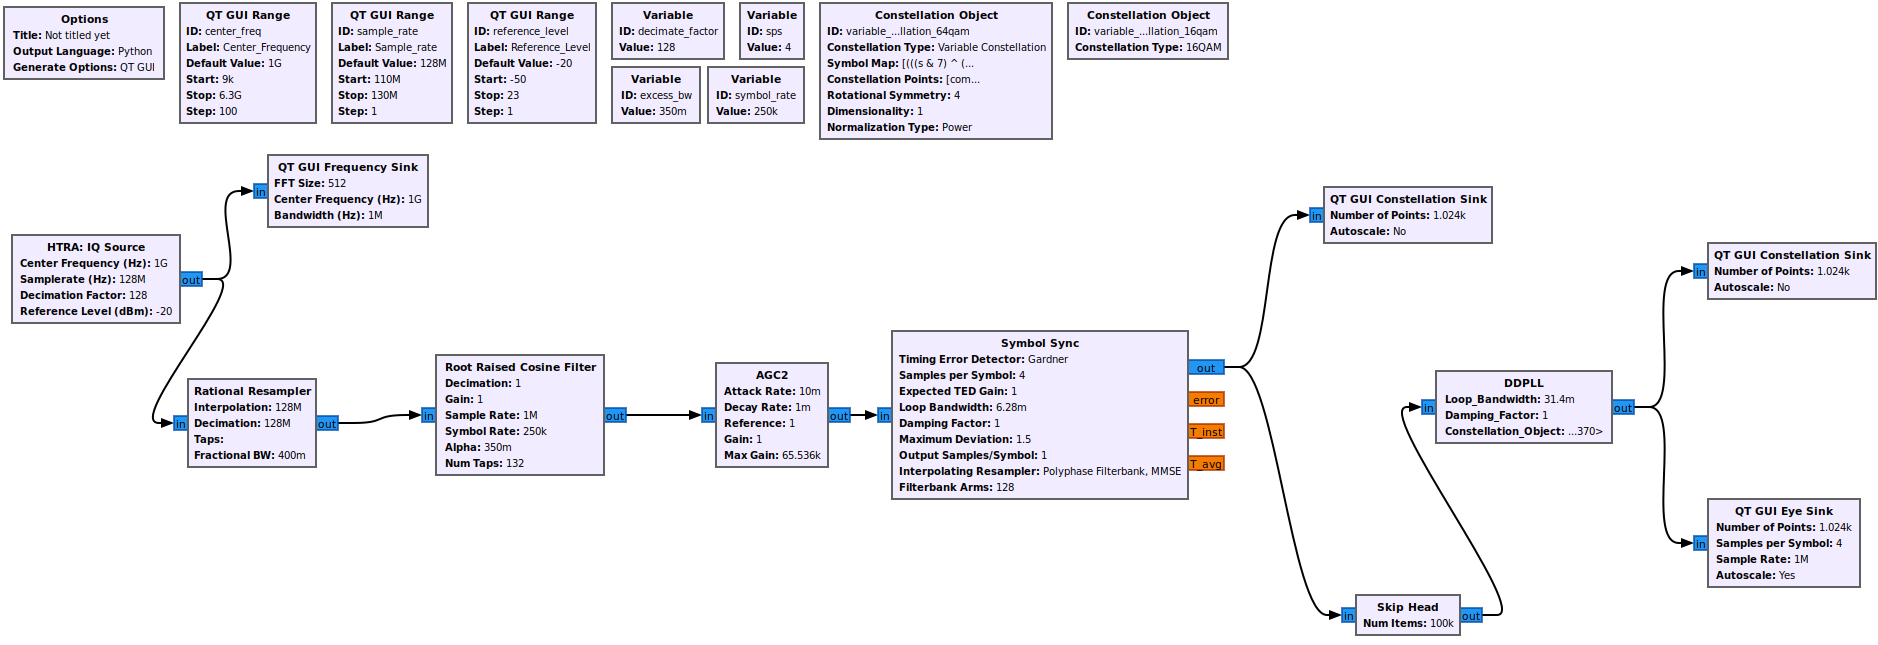 Options
Title: Not titled yet
Output Language: Python
Generate Options: QT GUI
QT GUI Range
ID: center_freq
Label: Center_Frequency
Default Value: 1G
Start: 9k
Stop: 6.3G
Step: 100
QT GUI Range
ID: sample_rate
Label: Sample_rate
Default Value: 128M
Start: 110M
Stop: 130M
Step: 1
QT GUI Range
ID: reference_level
Label: Reference_Level
Default Value: -20
Start: -50
Stop: 23
Step: 1
Variable
ID: decimate_factor
Value: 128
Variable
ID: sps
Value: 4
Variable
ID: excess_bw
Value: 350m
Variable
ID: symbol_rate
Value: 250k
Constellation Object
ID: variable_...llation_64qam
Constellation Type: Variable Constellation
Symbol Map: [(((s & 7) ^ (...
Constellation Points: [com...
Rotational Symmetry: 4
Dimensionality: 1
Normalization Type: Power
Constellation Object
ID: variable_...llation_16qam
Constellation Type: 16QAM
QT GUI Frequency Sink
FFT Size: 512
Center Frequency (Hz): 1G
Bandwidth (Hz): 1M
in
HTRA: IQ Source
Center Frequency (Hz): 1G
Samplerate (Hz): 128M
Decimation Factor: 128
Reference Level (dBm): -20
out
Rational Resampler
Interpolation: 128M
Decimation: 128M
Taps:
Fractional BW: 400m
in
out
Root Raised Cosine Filter
Decimation: 1
Gain: 1
Sample Rate: 1M
Symbol Rate: 250k
Alpha: 350m
Num Taps: 132
in
out
AGC2
Attack Rate: 10m
Decay Rate: 1m
Reference: 1
Gain: 1
Max Gain: 65.536k
in
out
Symbol Sync
Timing Error Detector: Gardner
Samples per Symbol: 4
Expected TED Gain: 1
Loop Bandwidth: 6.28m
Damping Factor: 1
Maximum Deviation: 1.5
Output Samples/Symbol: 1
Interpolating Resampler: Polyphase Filterbank, MMSE
Filterbank Arms: 128
in
out
error
T_inst
T_avg
QT GUI Constellation Sink
Number of Points: 1.024k
Autoscale: No
in
Skip Head
Num Items: 100k
in
out
DDPLL
Loop_Bandwidth: 31.4m
Damping_Factor: 1
Constellation_Object: ...370>
in
out
QT GUI Constellation Sink
Number of Points: 1.024k
Autoscale: No
in
QT GUI Eye Sink
Number of Points: 1.024k
Samples per Symbol: 4
Sample Rate: 1M
Autoscale: Yes
in